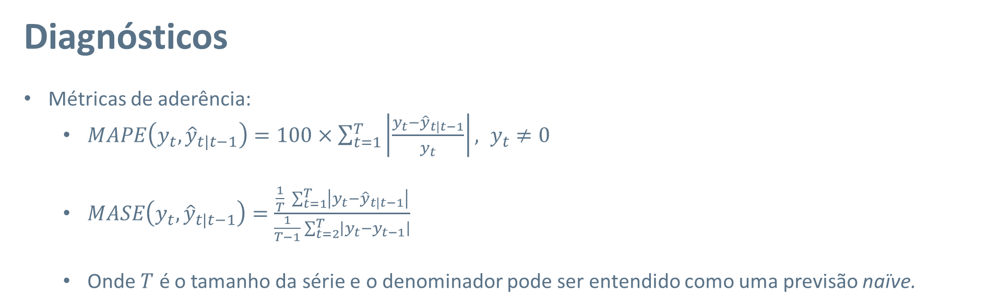 Diagnósticos
• Métricas de aderência:
• $MAPE(y_t, \hat{y}_{t|t-1}) = 100 \times \sum_{t=1}^{T} \left| \frac{y_t - \hat{y}_{t|t-1}}{y_t} \right|, \; y_t \neq 0$
• $MASE(y_t, \hat{y}_{t|t-1}) = \frac{\frac{1}{T} \sum_{t=1}^{T} |y_t - \hat{y}_{t|t-1}|}{\frac{1}{T-1} \sum_{t=2}^{T} |y_t - y_{t-1}|}$
• Onde $T$ é o tamanho da série e o denominador pode ser entendido como uma previsão naïve.